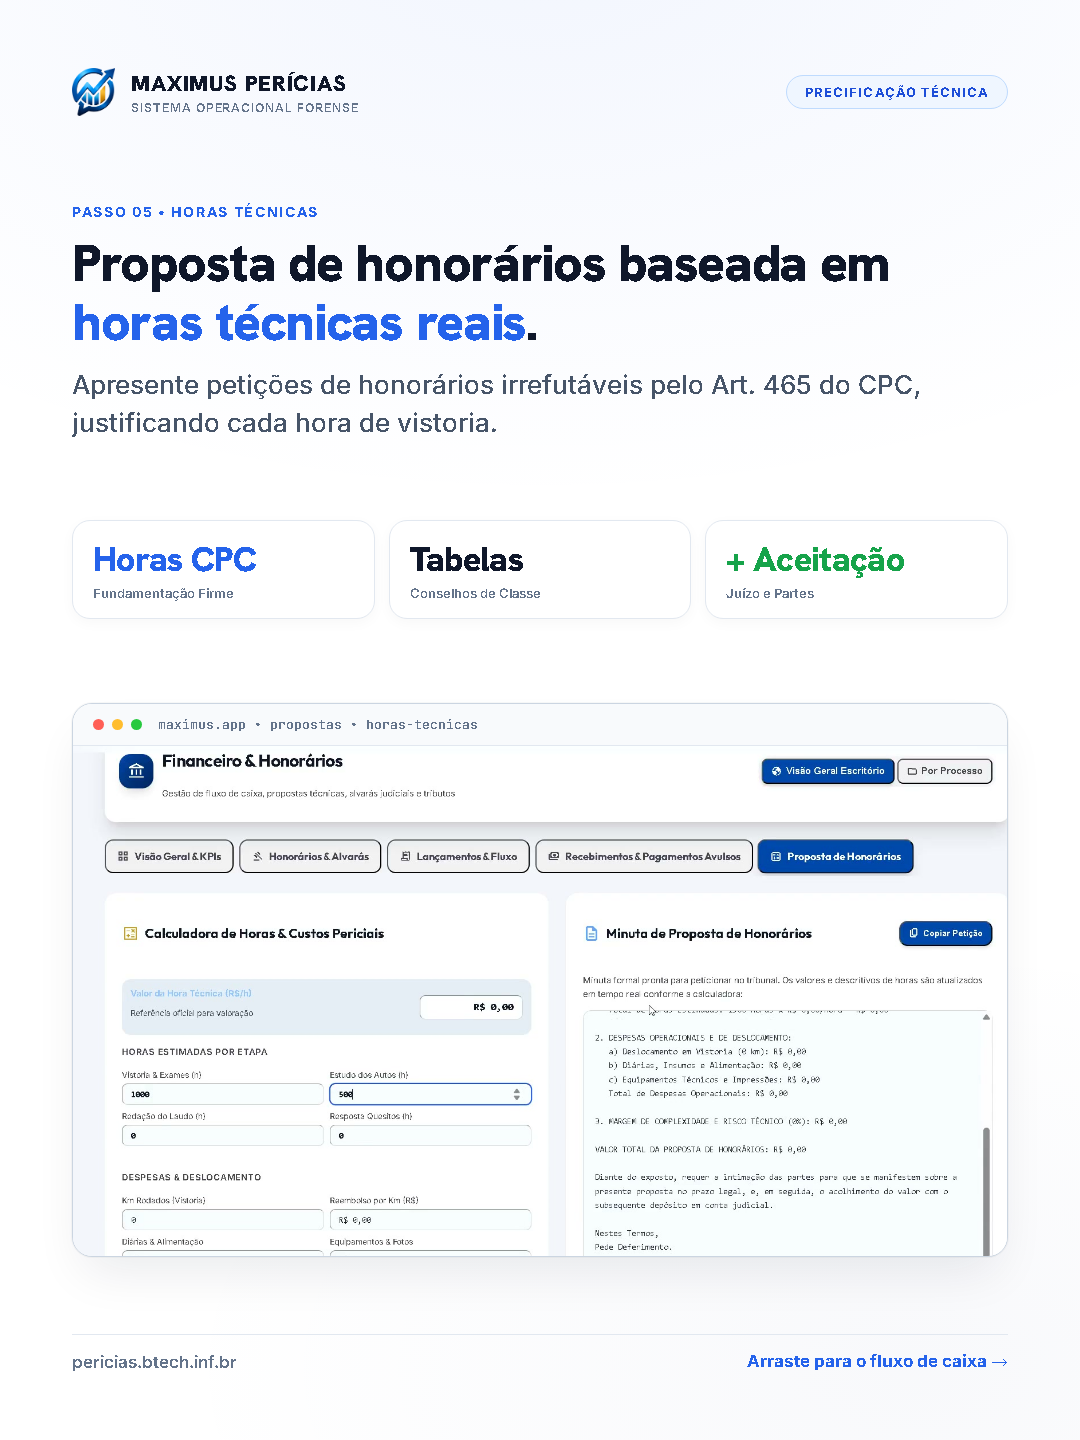 MAXIMUS PERÍCIAS
SISTEMA OPERACIONAL FORENSE
PRECIFICAÇÃO TÉCNICA
PASSO 05 • HORAS TÉCNICAS
Proposta de honorários baseada em
horas técnicas reais.
Apresente petições de honorários irrefutáveis pelo Art. 465 do CPC,
justificando cada hora de vistoria.
Horas CPC
Fundamentação Firme
Tabelas
Conselhos de Classe
+ Aceitação
Juízo e Partes
maximus.app • propostas • horas-tecnicas
Financeiro & Honorários
Gestão de fluxo de caixa, propostas técnicas, alvarás judiciais e tributos
Visão Geral Escritório
Por Processo
Visão Geral & KPIs
Honorários & Alvarás
Lançamentos & Fluxo
Recebimentos & Pagamentos Avulsos
Proposta de Honorários
Calculadora de Horas & Custos Periciais
Valor da Hora Técnica (R$/h)
Referência oficial para valoração
R$ 0,00
HORAS ESTIMADAS POR ETAPA
Vistoria & Exames (h)
Estudo dos Autos (h)
1000
500
Redação do Laudo (h)
Resposta Quesitos (h)
0
0
DESPESAS & DESLOCAMENTO
Km Rodados (Vistoria)
Reembolso por Km (R$)
0
R$ 0,00
Diárias & Alimentação
Equipamentos & Fotos
Minuta de Proposta de Honorários
Copiar Petição
Minuta formal pronta para peticionar no tribunal. Os valores e descritivos de horas são atualizados
em tempo real conforme a calculadora:
2. DESPESAS OPERACIONAIS E DE DESLOCAMENTO:
a) Deslocamento em Vistoria (0 km): R$ 0,00
b) Diárias, Insumos e Alimentação: R$ 0,00
c) Equipamentos Técnicos e Impressões: R$ 0,00
Total de Despesas Operacionais: R$ 0,00
3. MARGEM DE COMPLEXIDADE E RISCO TÉCNICO (0%): R$ 0,00
VALOR TOTAL DA PROPOSTA DE HONORÁRIOS: R$ 0,00
Diante do exposto, requer a intimação das partes para que se manifestem sobre a
presente proposta no prazo legal, e, em seguida, o acolhimento do valor com o
subsequente depósito em conta judicial.
Nestes Termos,
Pede Deferimento.
pericias.btech.inf.br
Arraste para o fluxo de caixa →